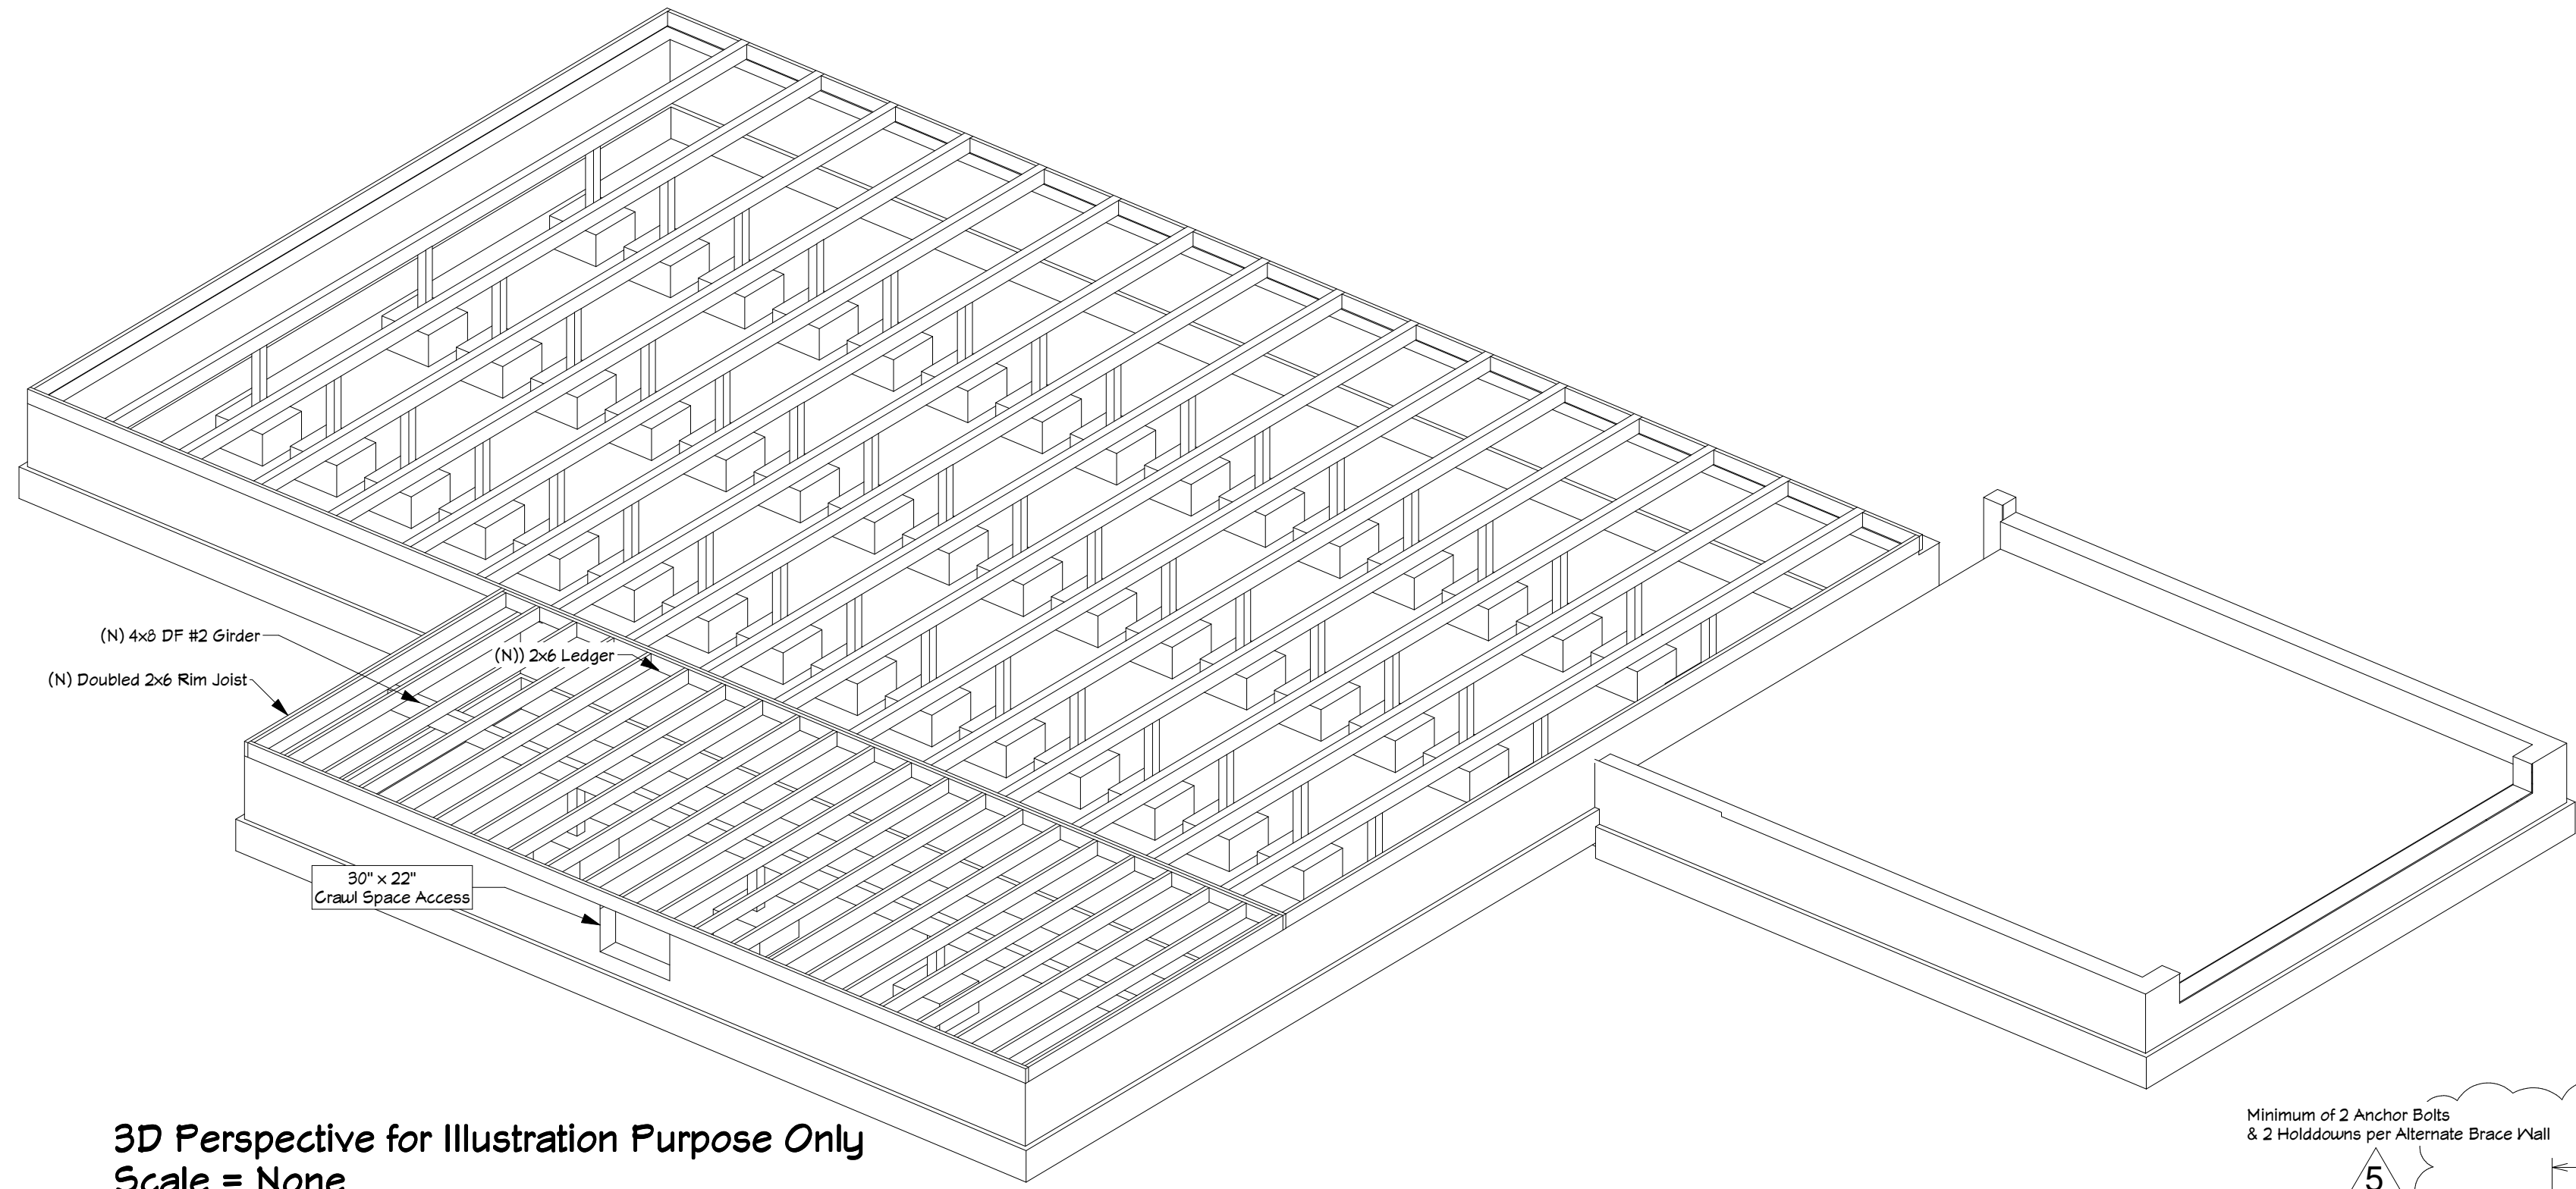 (N) 4x8 DF #2 Girder
(N) Doubled 2x6 Rim Joist
(N)) 2x6 Ledger
30" x 22"
Crawl Space Access
3D Perspective for Illustration Purpose Only
Scale = None
Minimum of 2 Anchor Bolts
& 2 Holddowns per Alternate Brace Wall
5